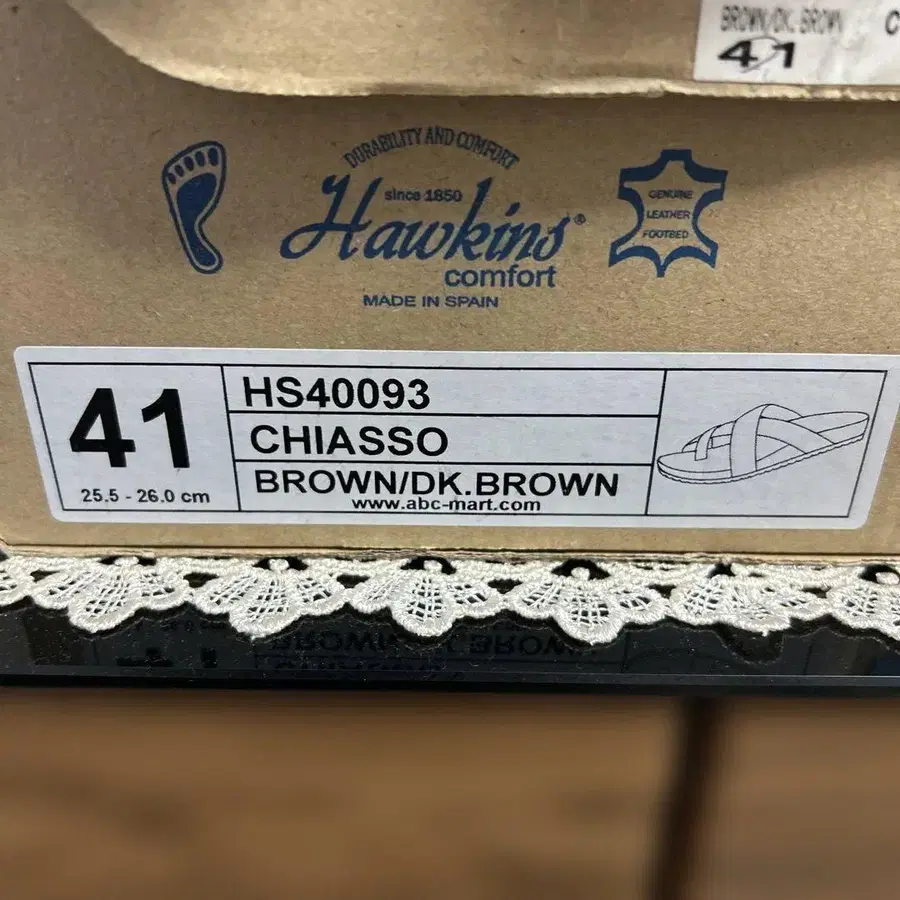 BROWN/DK. BROWN C
41
DURABILITY AND COMFORT
since 1850
Hawkins®
comfort
MADE IN SPAIN
GENUINE
LEATHER
FOOTBED
41
25.5 - 26.0 cm
HS40093
CHIASSO
BROWN/DK.BROWN
www.abc-mart.com